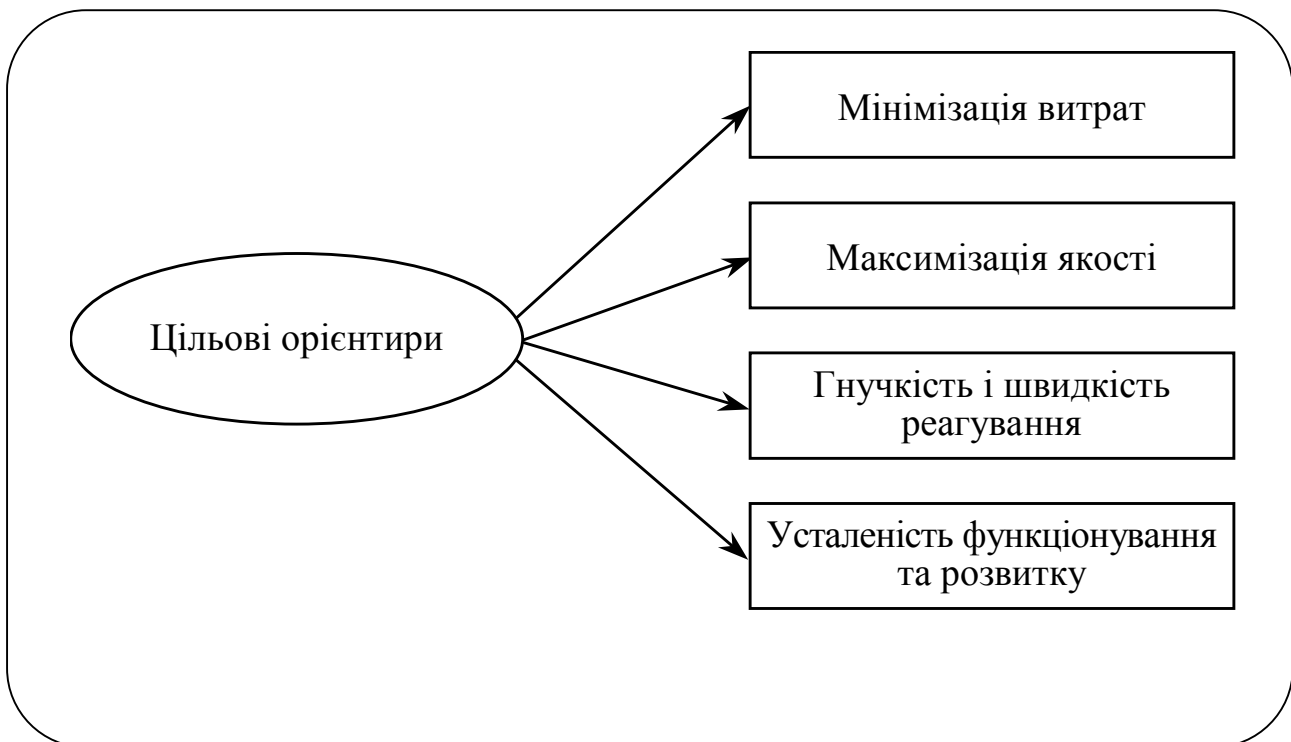 Мінімізація витрат
Максимізація якості
Цільові орієнтири
Гнучкість і швидкість
реагування
Усталеність функціонування
та розвитку